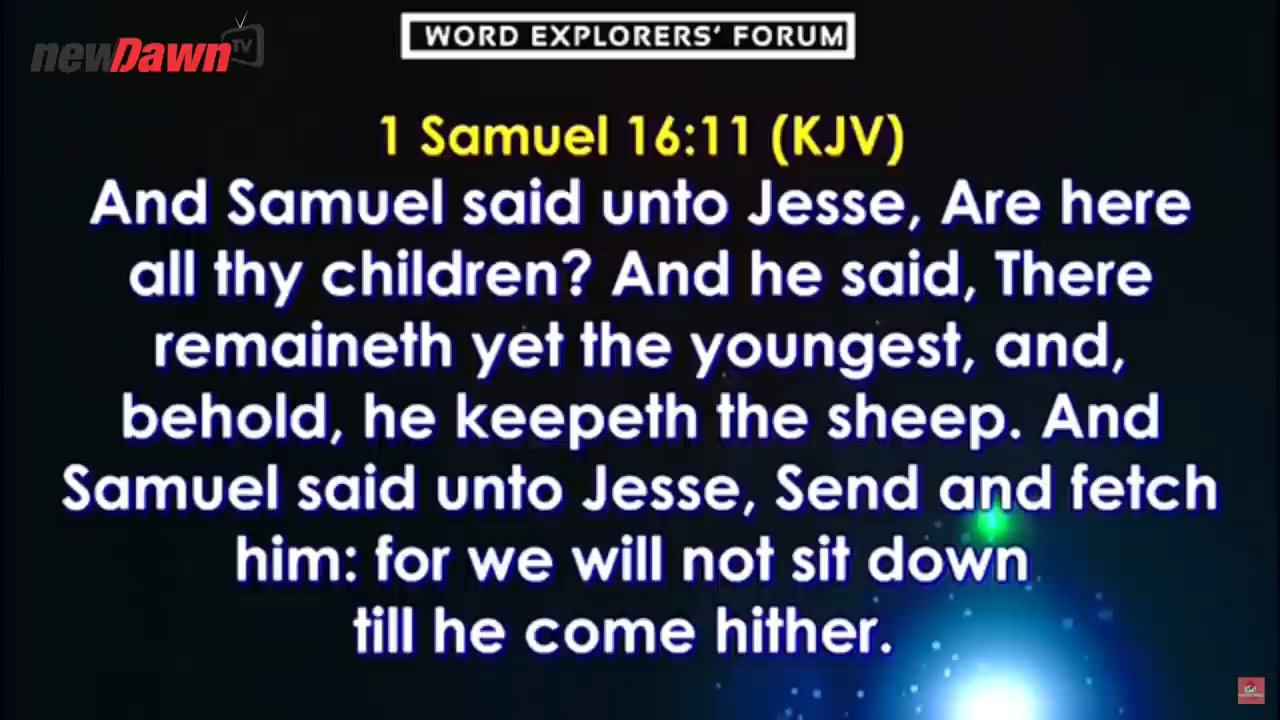 newDawn TV
WORD EXPLORERS' FORUM
1 Samuel 16:11 (KJV)
And Samuel said unto Jesse, Are here
all thy children? And he said, There
remaineth yet the youngest, and,
behold, he keepeth the sheep. And
Samuel said unto Jesse, Send and fetch
him: for we will not sit down
till he come hither.